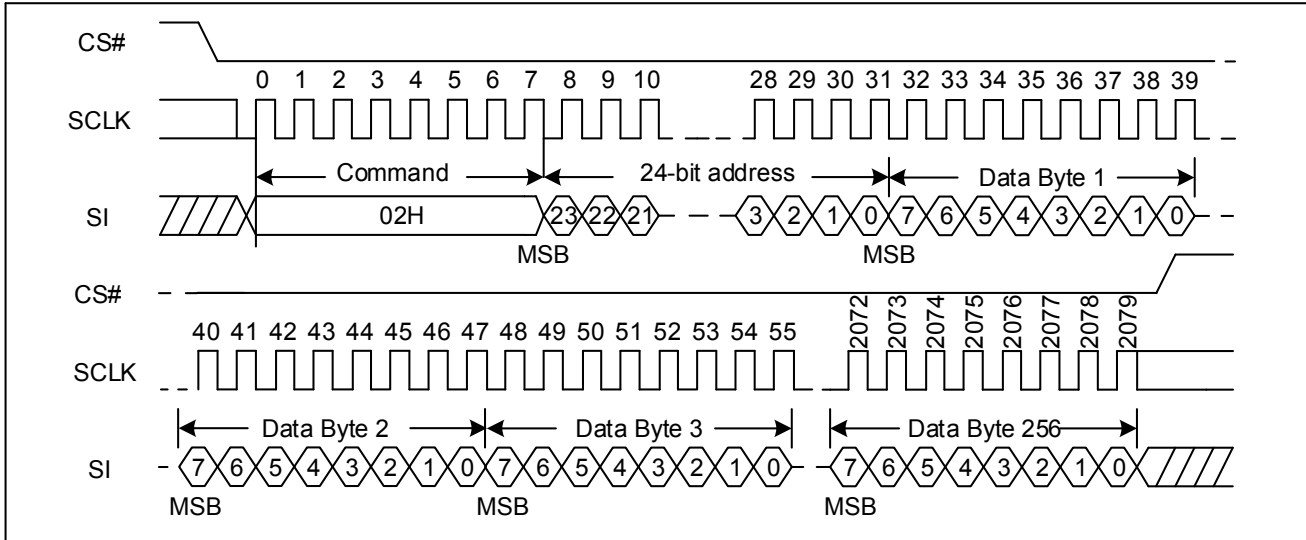 CS#
0 1 2 3 4 5 6 7 8 9 10 28 29 30 31 32 33 34 35 36 37 38 39
SCLK
Command 24-bit address Data Byte 1
SI 02H 23 22 21 3 2 1 0 7 6 5 4 3 2 1 0
MSB MSB
CS#
40 41 42 43 44 45 46 47 48 49 50 51 52 53 54 55 2072 2073 2074 2075 2076 2077 2078 2079
SCLK
Data Byte 2 Data Byte 3 Data Byte 256
SI 7 6 5 4 3 2 1 0 7 6 5 4 3 2 1 0 7 6 5 4 3 2 1 0
MSB MSB MSB